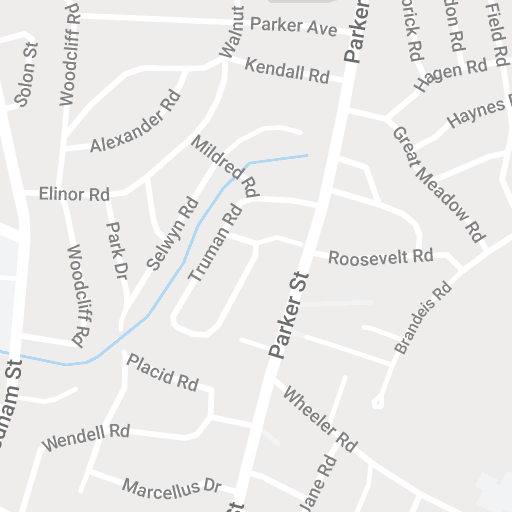 Parker Ave
Walnut
Parker
Woodcliff Rd
Solon St
Kendall Rd
Hagen Rd
Field Rd
Haynes
Alexander Rd
Mildred Rd
Great Meadow Rd
Elinor Rd
Selwyn Rd
Truman Rd
Park Dr
Woodcliff Rd
Roosevelt Rd
Parker St
Brandeis Rd
Placid Rd
Wheeler Rd
Wendell Rd
Marcellus Dr
Jane Rd